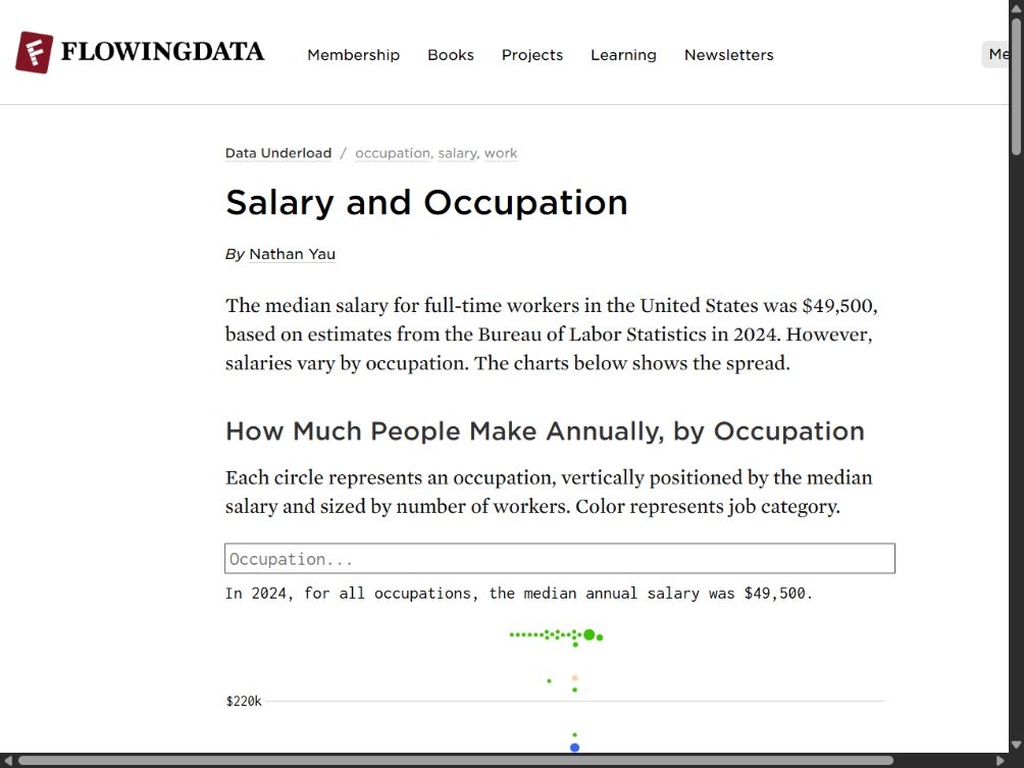 FLOWINGDATA
Membership Books Projects Learning Newsletters
Me
Data Underload / occupation, salary, work
Salary and Occupation
By Nathan Yau
The median salary for full-time workers in the United States was $49,500,
based on estimates from the Bureau of Labor Statistics in 2024. However,
salaries vary by occupation. The charts below shows the spread.
How Much People Make Annually, by Occupation
Each circle represents an occupation, vertically positioned by the median
salary and sized by number of workers. Color represents job category.
Occupation...
In 2024, for all occupations, the median annual salary was $49,500.
$220k